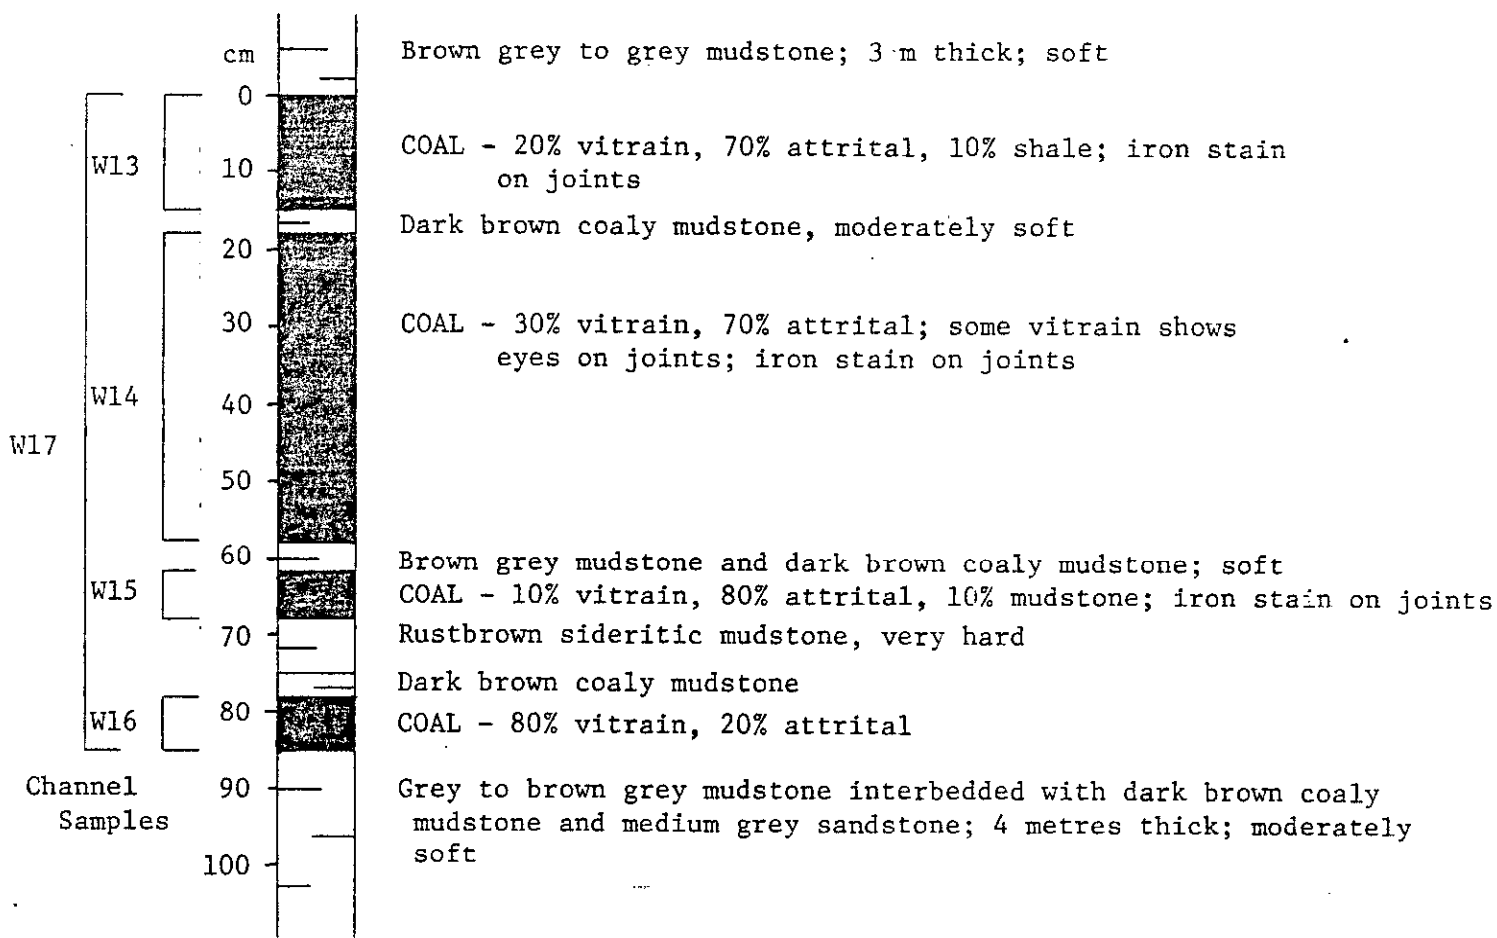 cm
Brown grey to grey mudstone; 3 m thick; soft
0
W13
10
COAL - 20% vitrain, 70% attrital, 10% shale; iron stain
on joints
Dark brown coaly mudstone, moderately soft
20
30
COAL - 30% vitrain, 70% attrital; some vitrain shows
eyes on joints; iron stain on joints
W14
40
W17
50
60
Brown grey mudstone and dark brown coaly mudstone; soft
W15
COAL - 10% vitrain, 80% attrital, 10% mudstone; iron stain on joints
70
Rustbrown sideritic mudstone, very hard
Dark brown coaly mudstone
W16
80
COAL - 80% vitrain, 20% attrital
Channel
Samples
90
Grey to brown grey mudstone interbedded with dark brown coaly
mudstone and medium grey sandstone; 4 metres thick; moderately
soft
100